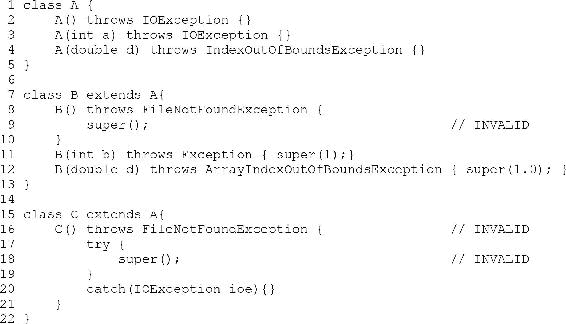 1 class A {
2     A() throws IOException {}
3     A(int a) throws IOException {}
4     A(double d) throws IndexOutOfBoundsException {}
5 }
6
7 class B extends A{
8     B() throws FileNotFoundException {
9         super();                                    // INVALID
10     }
11     B(int b) throws Exception { super(1);}
12     B(double d) throws ArrayIndexOutOfBoundsException { super(1.0); }
13 }
14
15 class C extends A{
16     C() throws FileNotFoundException {              // INVALID
17         try {
18             super();                                // INVALID
19         }
20         catch(IOException ioe){}
21     }
22 }